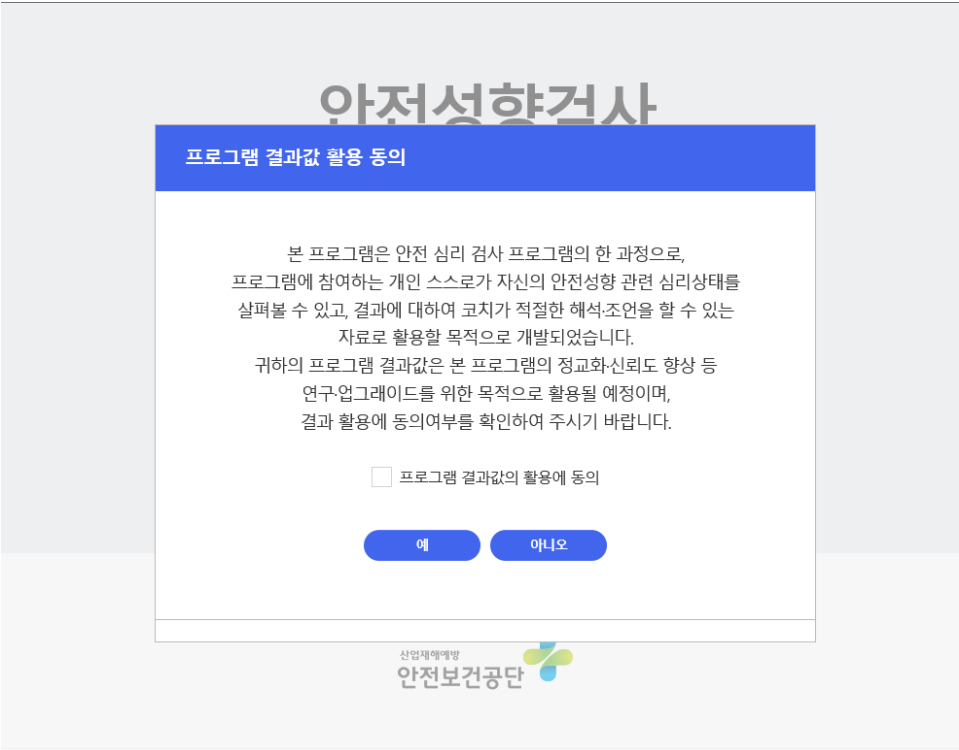 안전성향검사
프로그램 결과값 활용 동의
본 프로그램은 안전 심리 검사 프로그램의 한 과정으로,
프로그램에 참여하는 개인 스스로가 자신의 안전성향 관련 심리상태를
살펴볼 수 있고, 결과에 대하여 코치가 적절한 해석·조언을 할 수 있는
자료로 활용할 목적으로 개발되었습니다.
귀하의 프로그램 결과값은 본 프로그램의 정교화·신뢰도 향상 등
연구·업그레이드를 위한 목적으로 활용될 예정이며,
결과 활용에 동의여부를 확인하여 주시기 바랍니다.
프로그램 결과값의 활용에 동의
예 아니오
산업재해예방
안전보건공단